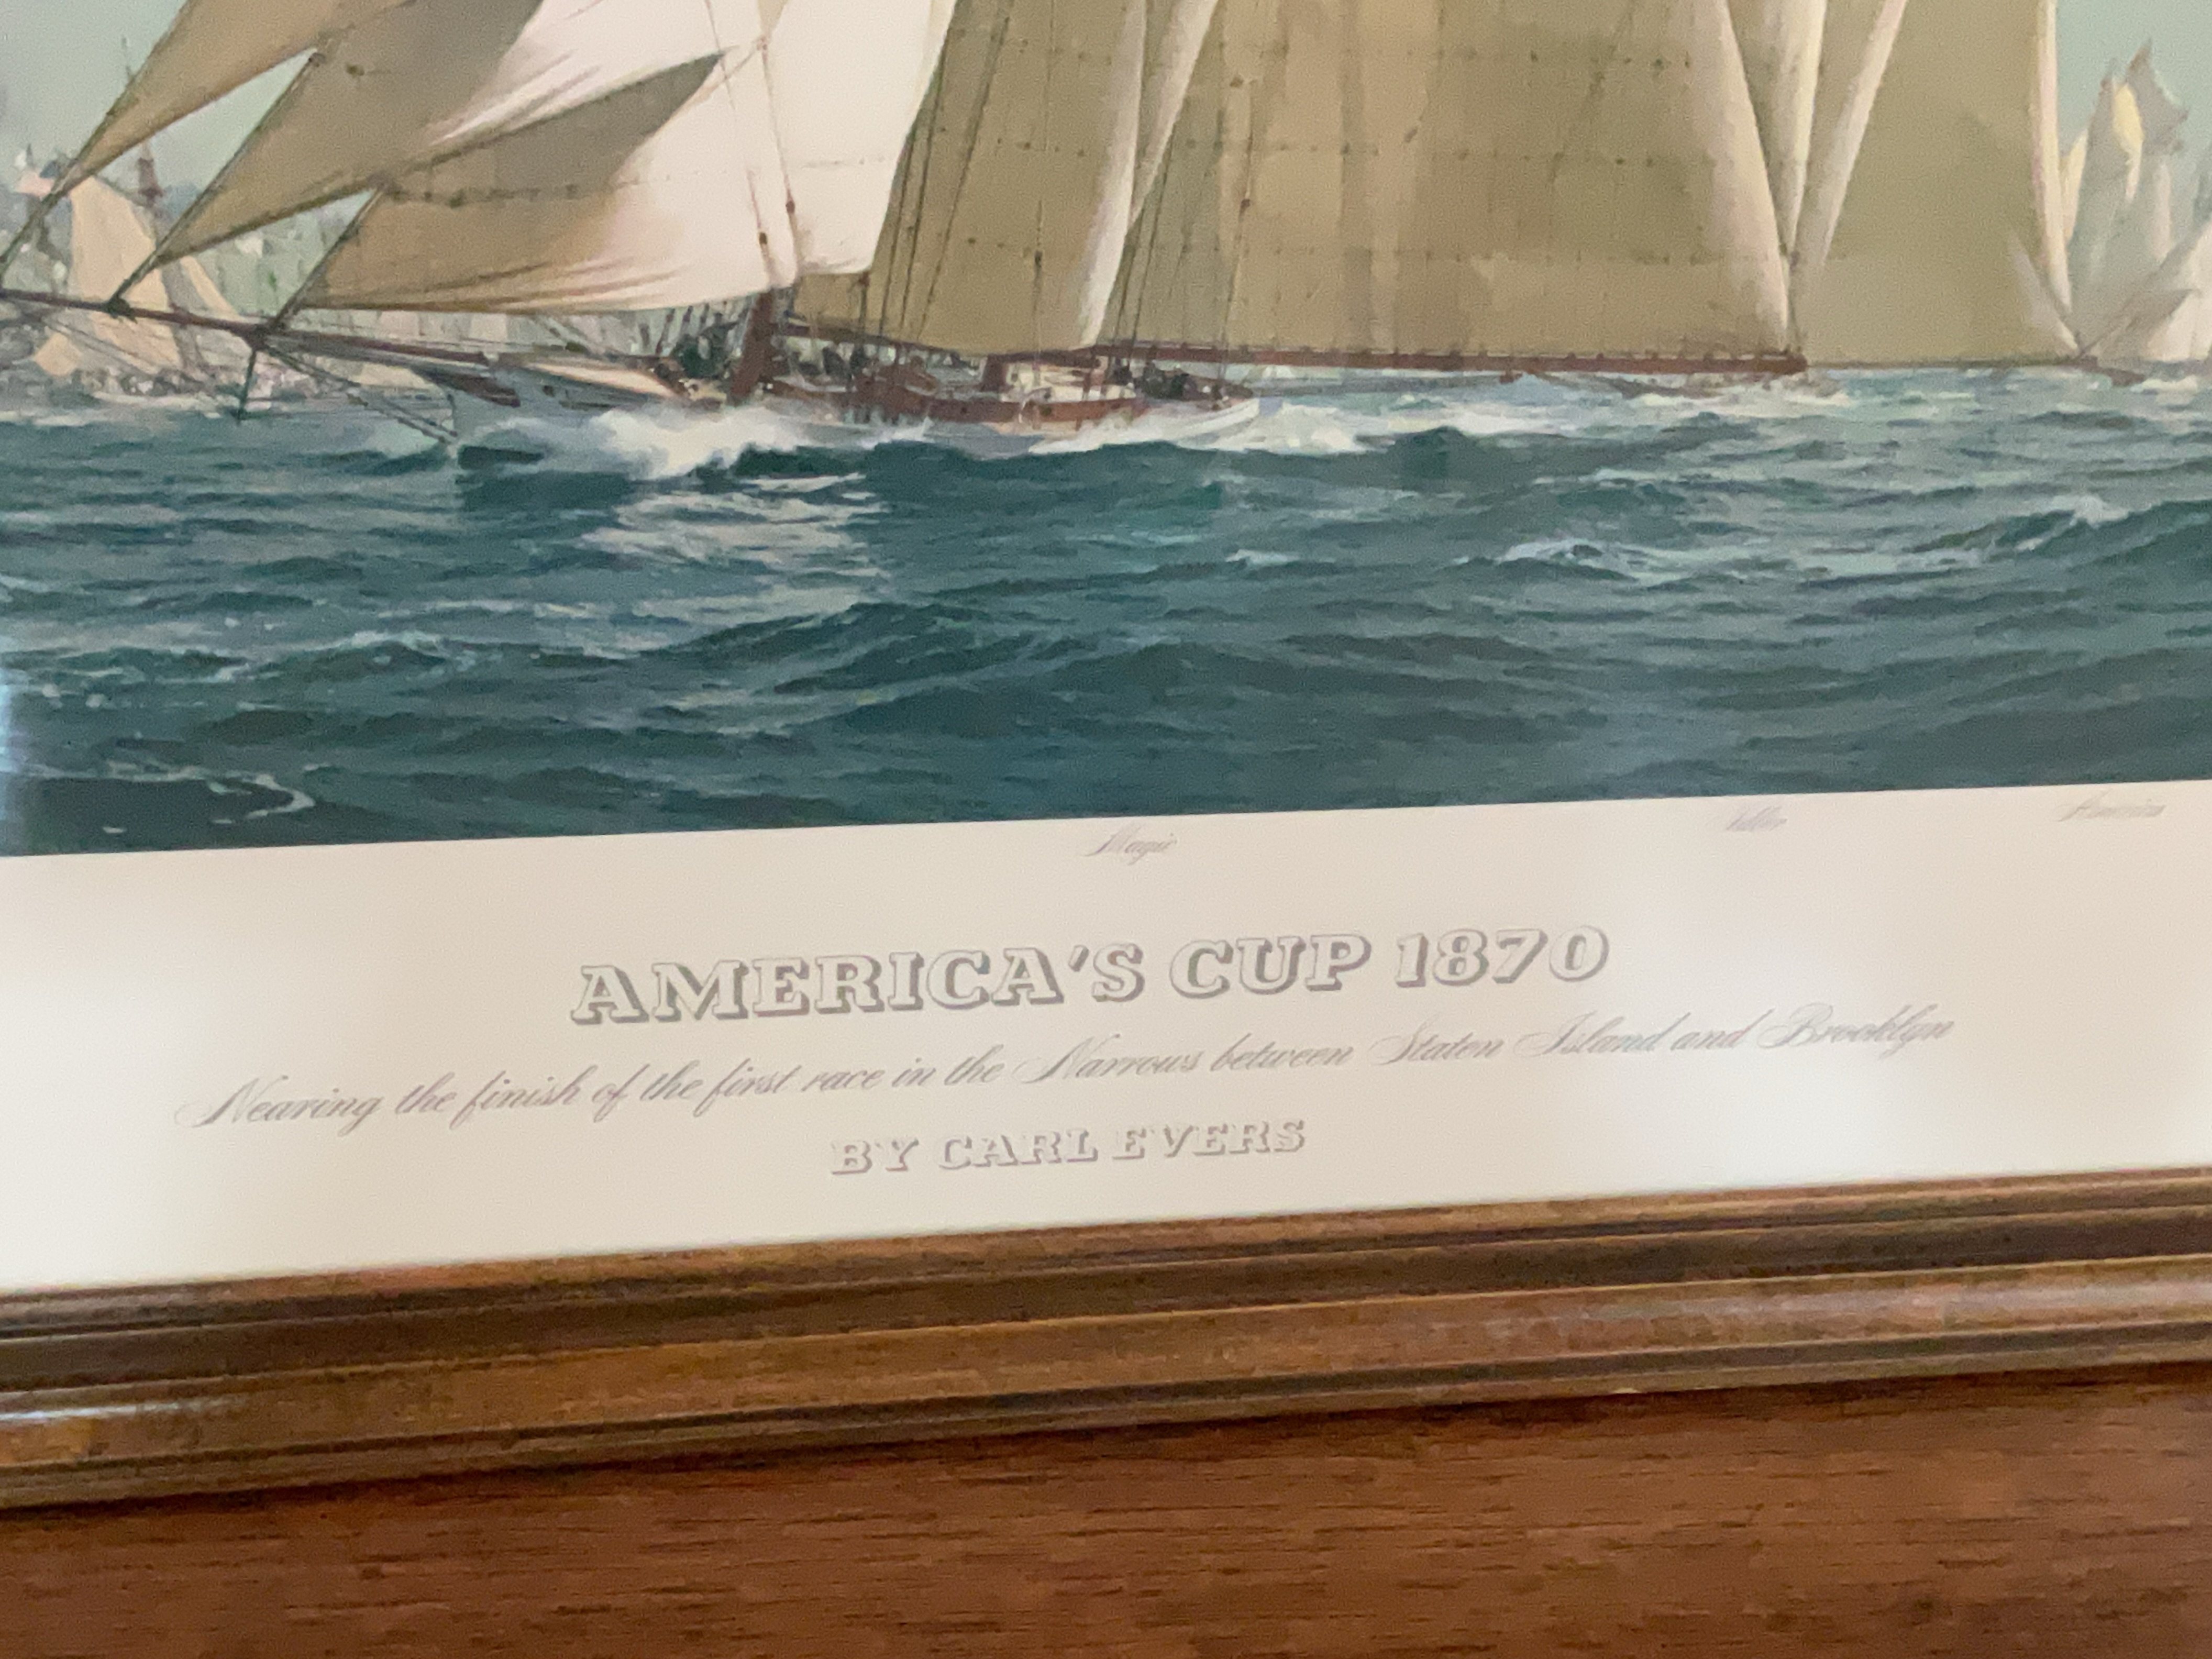 Magic America
AMERICA'S CUP 1870
Nearing the finish of the first race in the Narrows between Staten Island and Brooklyn
BY CARL EVERS